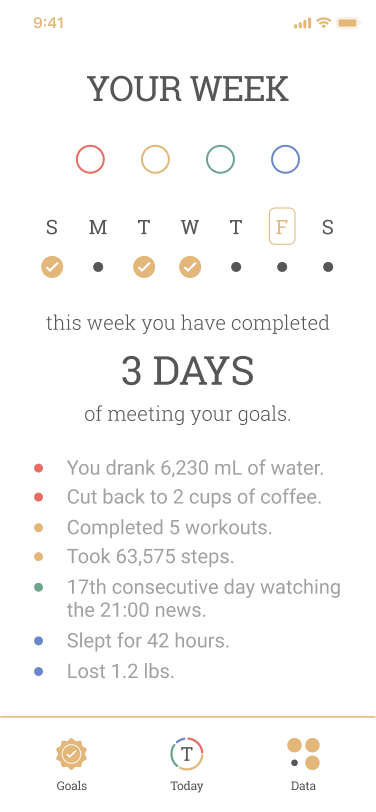 9:41
YOUR WEEK
S M T W T F S
this week you have completed
3 DAYS
of meeting your goals.
You drank 6,230 mL of water.
Cut back to 2 cups of coffee.
Completed 5 workouts.
Took 63,575 steps.
17th consecutive day watching
the 21:00 news.
Slept for 42 hours.
Lost 1.2 lbs.
T
Goals Today Data